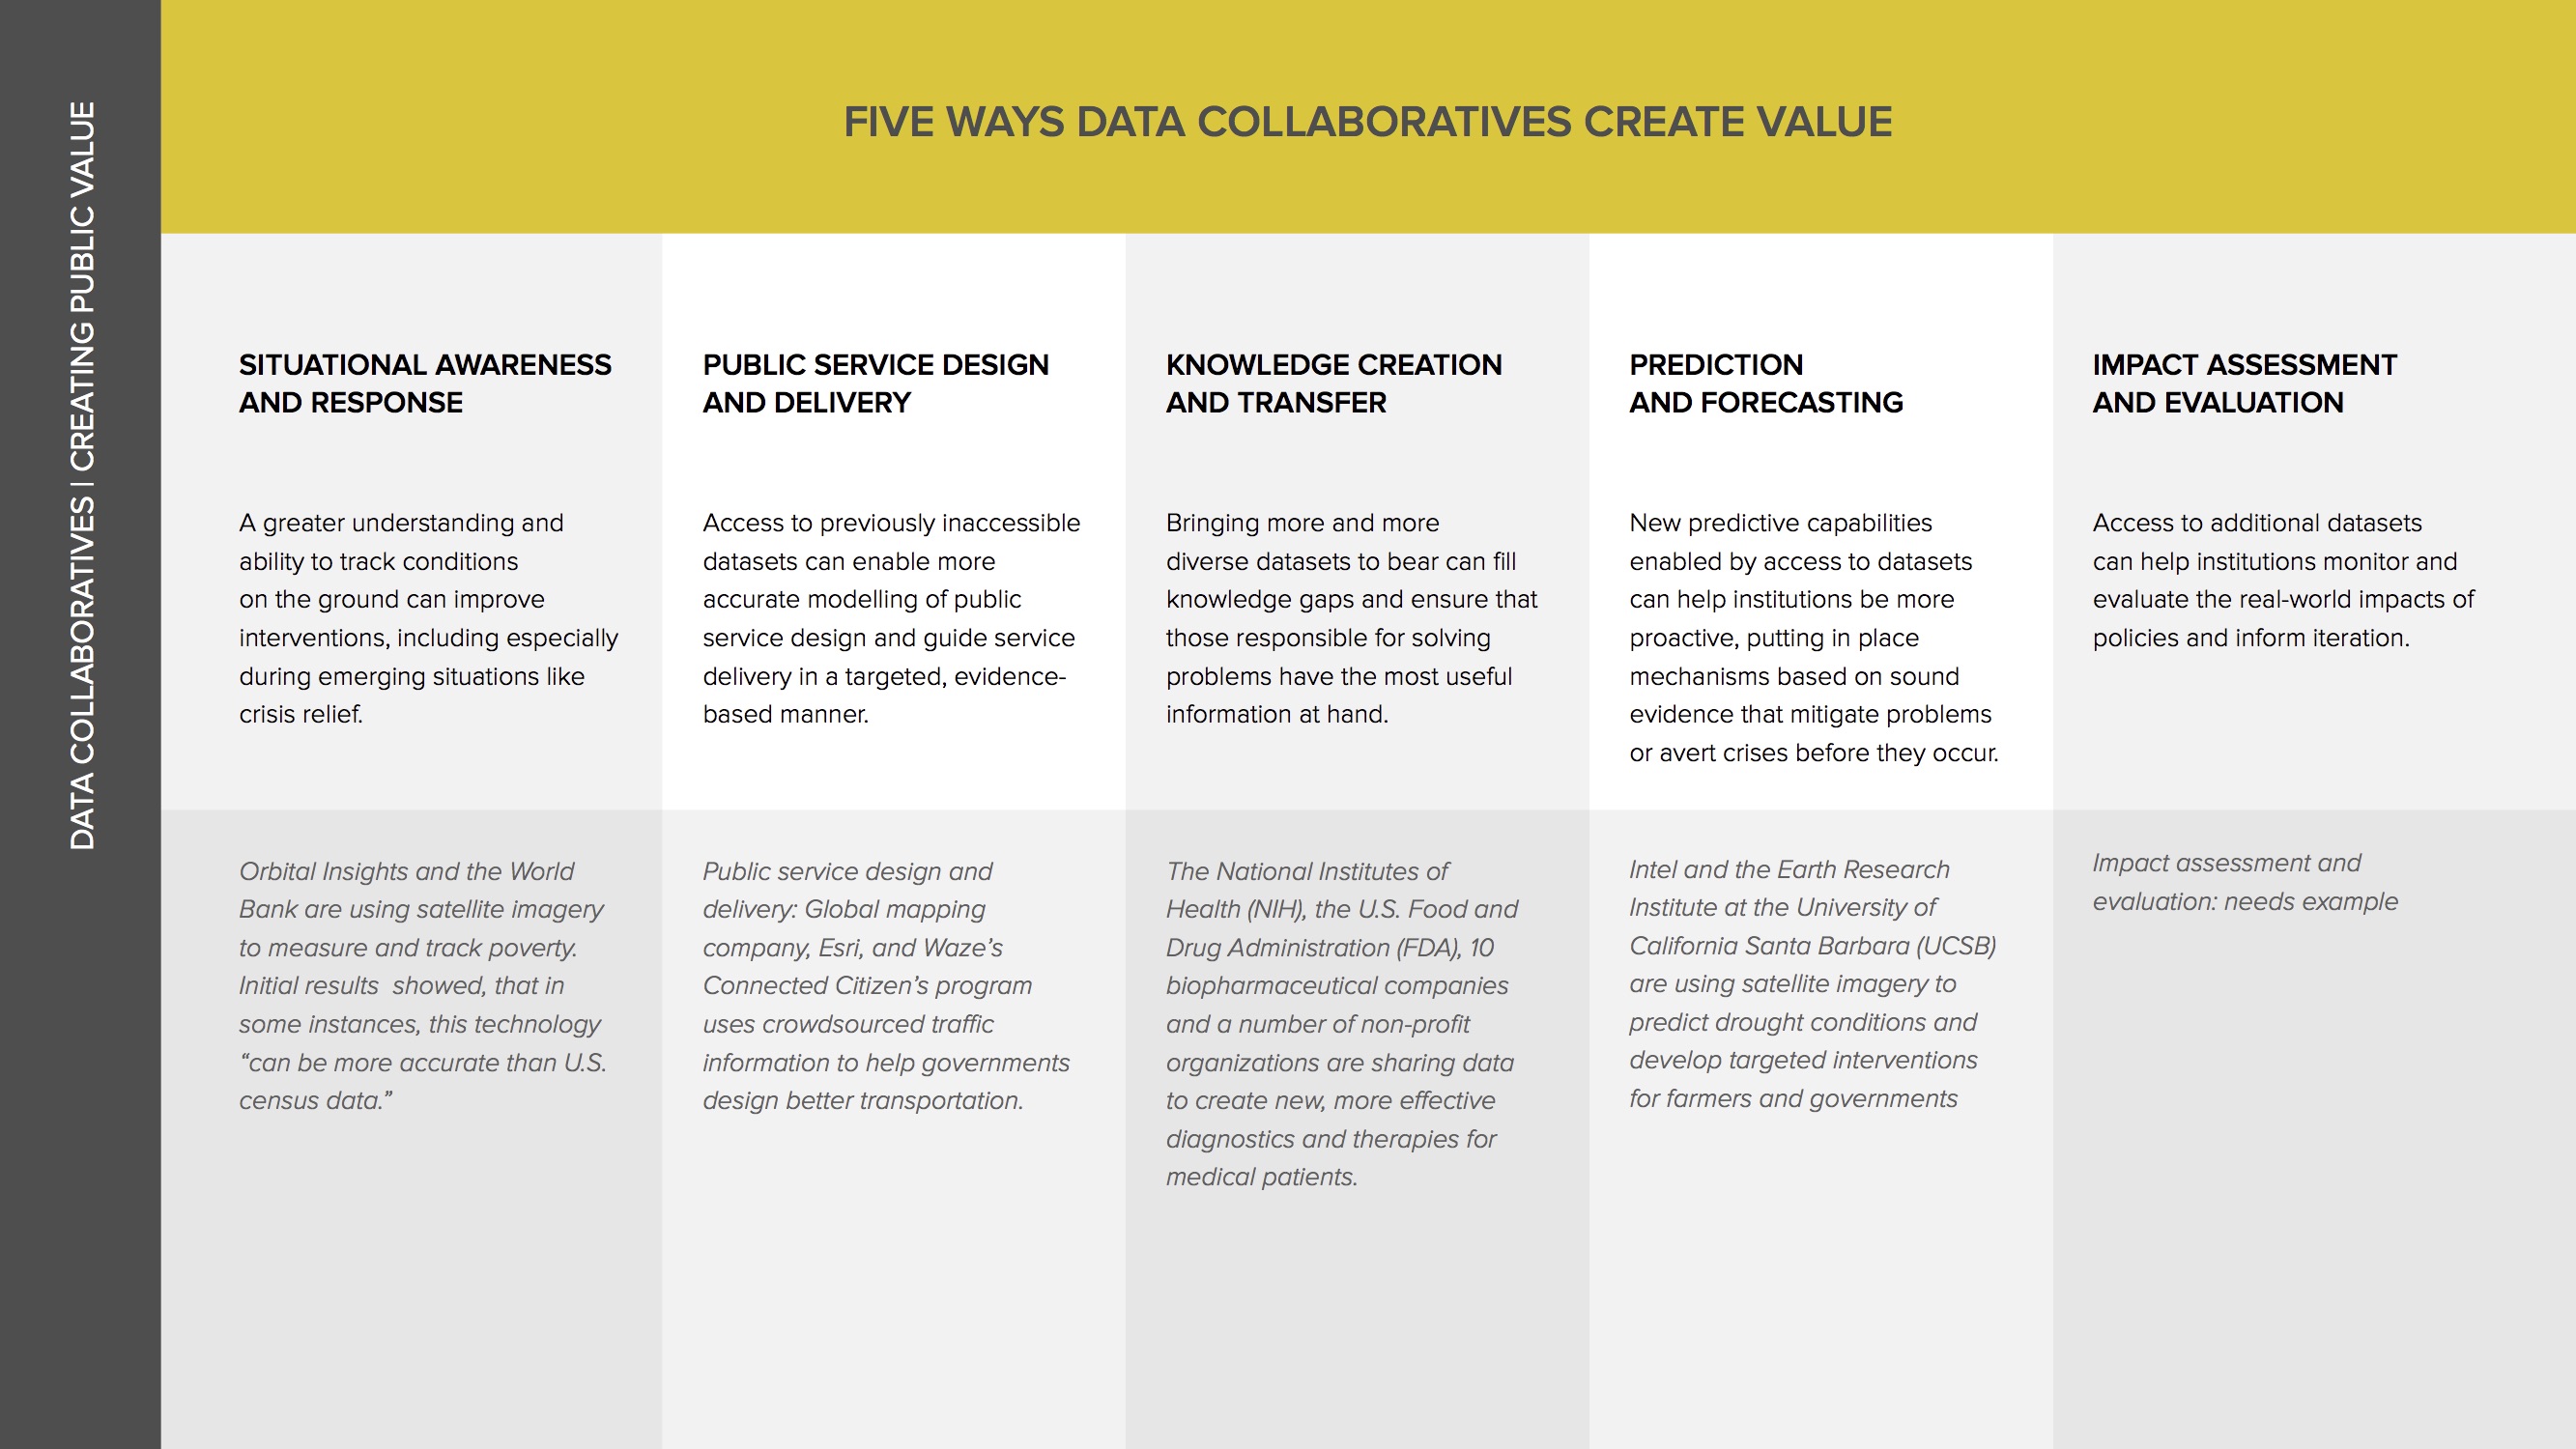 DATA COLLABORATIVES | CREATING PUBLIC VALUE
FIVE WAYS DATA COLLABORATIVES CREATE VALUE
SITUATIONAL AWARENESS
AND RESPONSE
A greater understanding and
ability to track conditions
on the ground can improve
interventions, including especially
during emerging situations like
crisis relief.
Orbital Insights and the World
Bank are using satellite imagery
to measure and track poverty.
Initial results  showed, that in
some instances, this technology
“can be more accurate than U.S.
census data.”
PUBLIC SERVICE DESIGN
AND DELIVERY
Access to previously inaccessible
datasets can enable more
accurate modelling of public
service design and guide service
delivery in a targeted, evidence-
based manner.
Public service design and
delivery: Global mapping
company, Esri, and Waze’s
Connected Citizen’s program
uses crowdsourced traffic
information to help governments
design better transportation.
KNOWLEDGE CREATION
AND TRANSFER
Bringing more and more
diverse datasets to bear can fill
knowledge gaps and ensure that
those responsible for solving
problems have the most useful
information at hand.
The National Institutes of
Health (NIH), the U.S. Food and
Drug Administration (FDA), 10
biopharmaceutical companies
and a number of non-profit
organizations are sharing data
to create new, more effective
diagnostics and therapies for
medical patients.
PREDICTION
AND FORECASTING
New predictive capabilities
enabled by access to datasets
can help institutions be more
proactive, putting in place
mechanisms based on sound
evidence that mitigate problems
or avert crises before they occur.
Intel and the Earth Research
Institute at the University of
California Santa Barbara (UCSB)
are using satellite imagery to
predict drought conditions and
develop targeted interventions
for farmers and governments
IMPACT ASSESSMENT
AND EVALUATION
Access to additional datasets
can help institutions monitor and
evaluate the real-world impacts of
policies and inform iteration.
Impact assessment and
evaluation: needs example